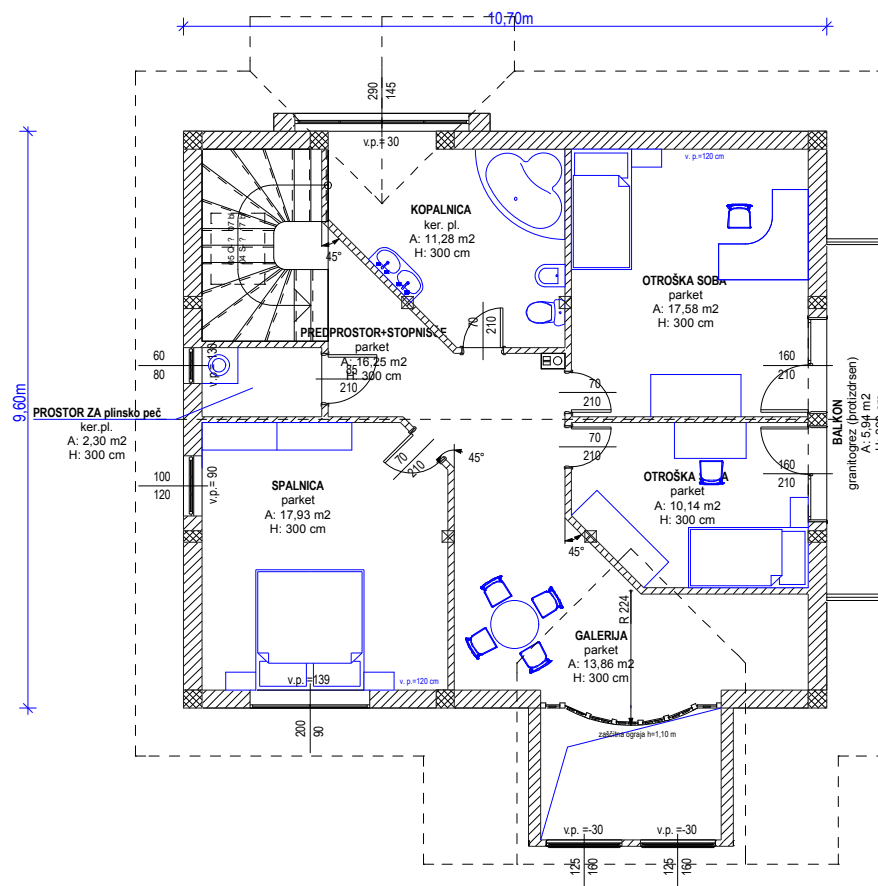 10,70m
290
145
v.p.= 30
v. p.=120 cm
KOPALNICA
ker. pl.
A: 11,28 m2
H: 300 cm
45°
70
210
OTROŠKA SOBA
parket
A: 17,58 m2
H: 300 cm
PREDPROSTOR+STOPNIŠČE
parket
A: 16,25 m2
H: 300 cm
85
210
60
80
160
210
70
210
9,60m
PROSTOR ZA plinsko peč
ker.pl.
A: 2,30 m2
H: 300 cm
BALKON
granitogrez (protizdrsen)
A: 5,94 m2
70
210
45°
70
210
160
210
100
120
v.p.= 90
SPALNICA
parket
A: 17,93 m2
H: 300 cm
OTROŠKA
parket
A: 10,14 m2
H: 300 cm
45°
R 224
GALERIJA
parket
A: 13,86 m2
H: 300 cm
v.p.=139
v. p.=120 cm
200
90
zaščitna ograja h=1,10 m
v.p. =-30
v.p. =-30
125
160
125
160